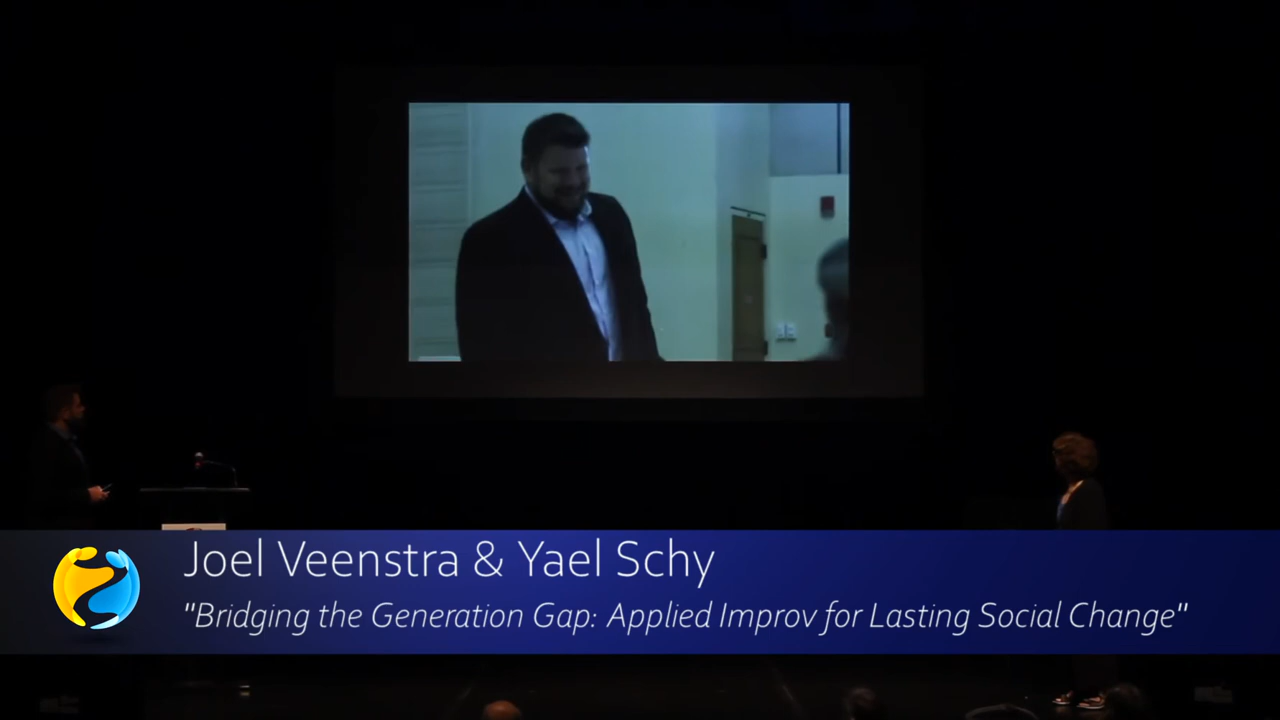 Joel Veenstra & Yael Schy
"Bridging the Generation Gap: Applied Improv for Lasting Social Change"